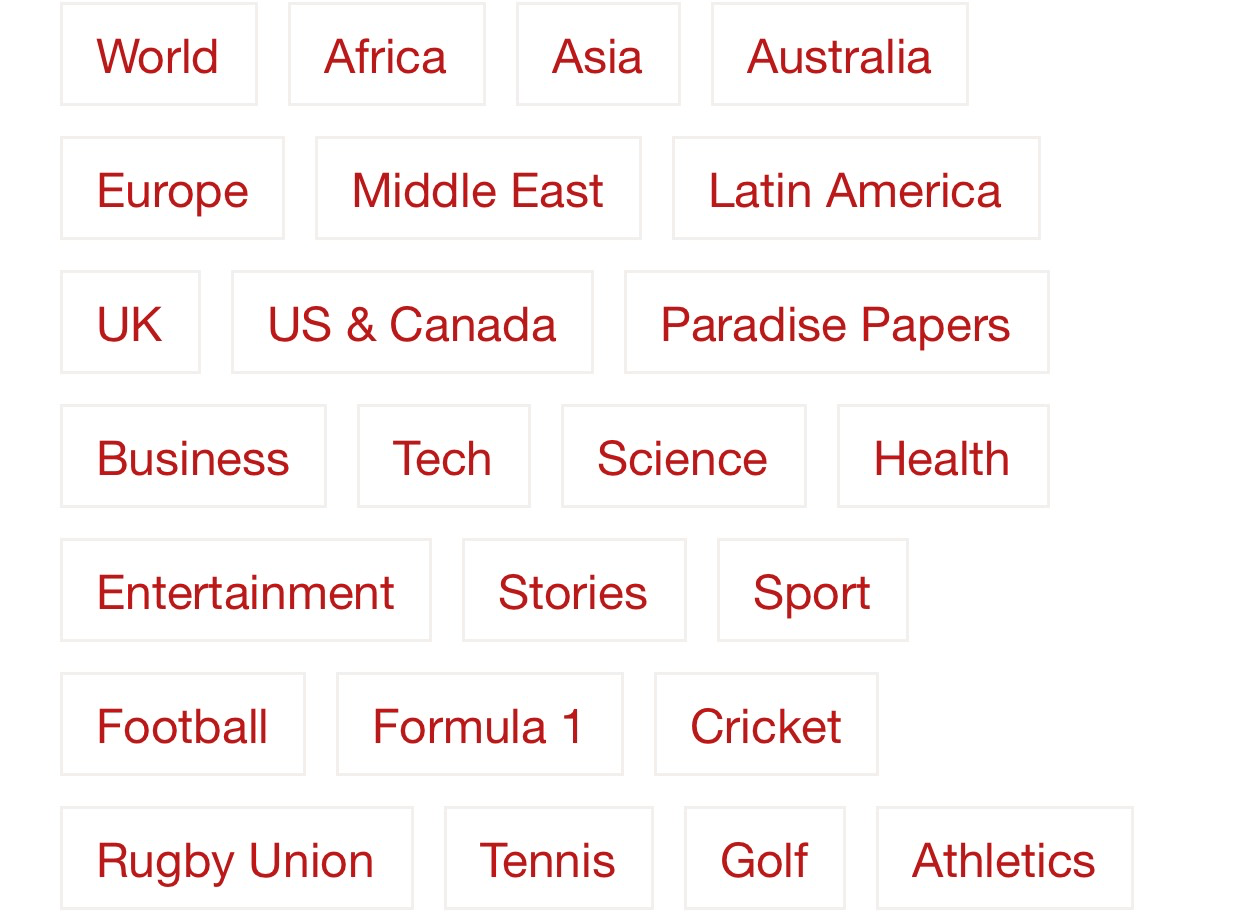 World Africa Asia Australia
Europe Middle East Latin America
UK US & Canada Paradise Papers
Business Tech Science Health
Entertainment Stories Sport
Football Formula 1 Cricket
Rugby Union Tennis Golf Athletics